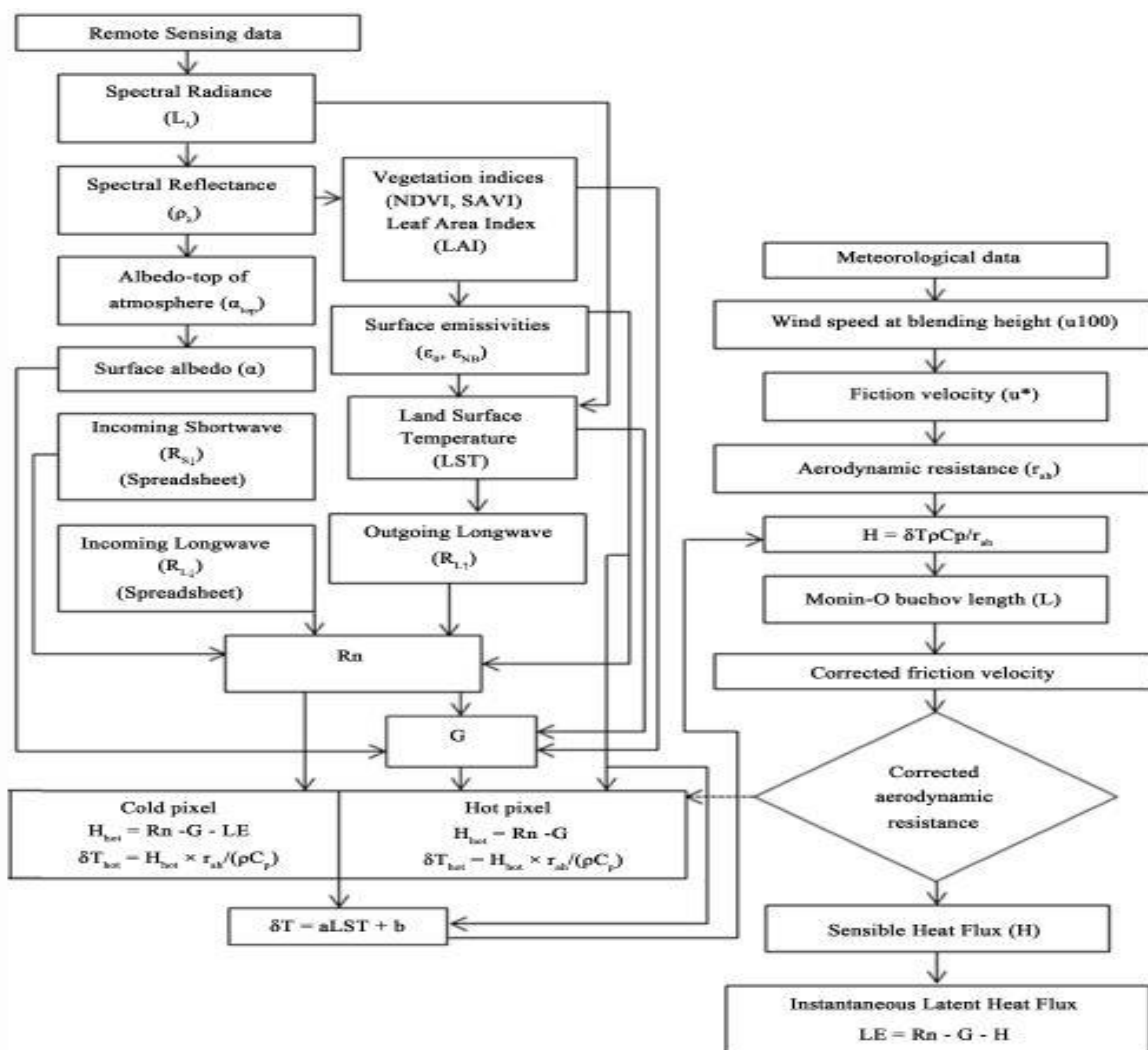 Remote Sensing data
Spectral Radiance
(Lλ)
Spectral Reflectance
(ρλ)
Vegetation indices
(NDVI, SAVI)
Leaf Area Index
(LAI)
Albedo-top of
atmosphere (αtop)
Surface emissivities
(ε0, εNB)
Surface albedo (α)
Land Surface
Temperature
(LST)
Incoming Shortwave
(RS↓)
(Spreadsheet)
Outgoing Longwave
(RL↑)
Incoming Longwave
(RL↓)
(Spreadsheet)
Rn
G
Cold pixel
Hhot = Rn -G - LE
δThot = Hhot × rah/(ρCp)
Hot pixel
Hhot = Rn -G
δThot = Hhot × rah/(ρCp)
δT = aLST + b
Meteorological data
Wind speed at blending height (u100)
Fiction velocity (u*)
Aerodynamic resistance (rah)
H = δTρCp/rah
Monin-O buchov length (L)
Corrected friction velocity
Corrected
aerodynamic
resistance
Sensible Heat Flux (H)
Instantaneous Latent Heat Flux
LE = Rn - G - H